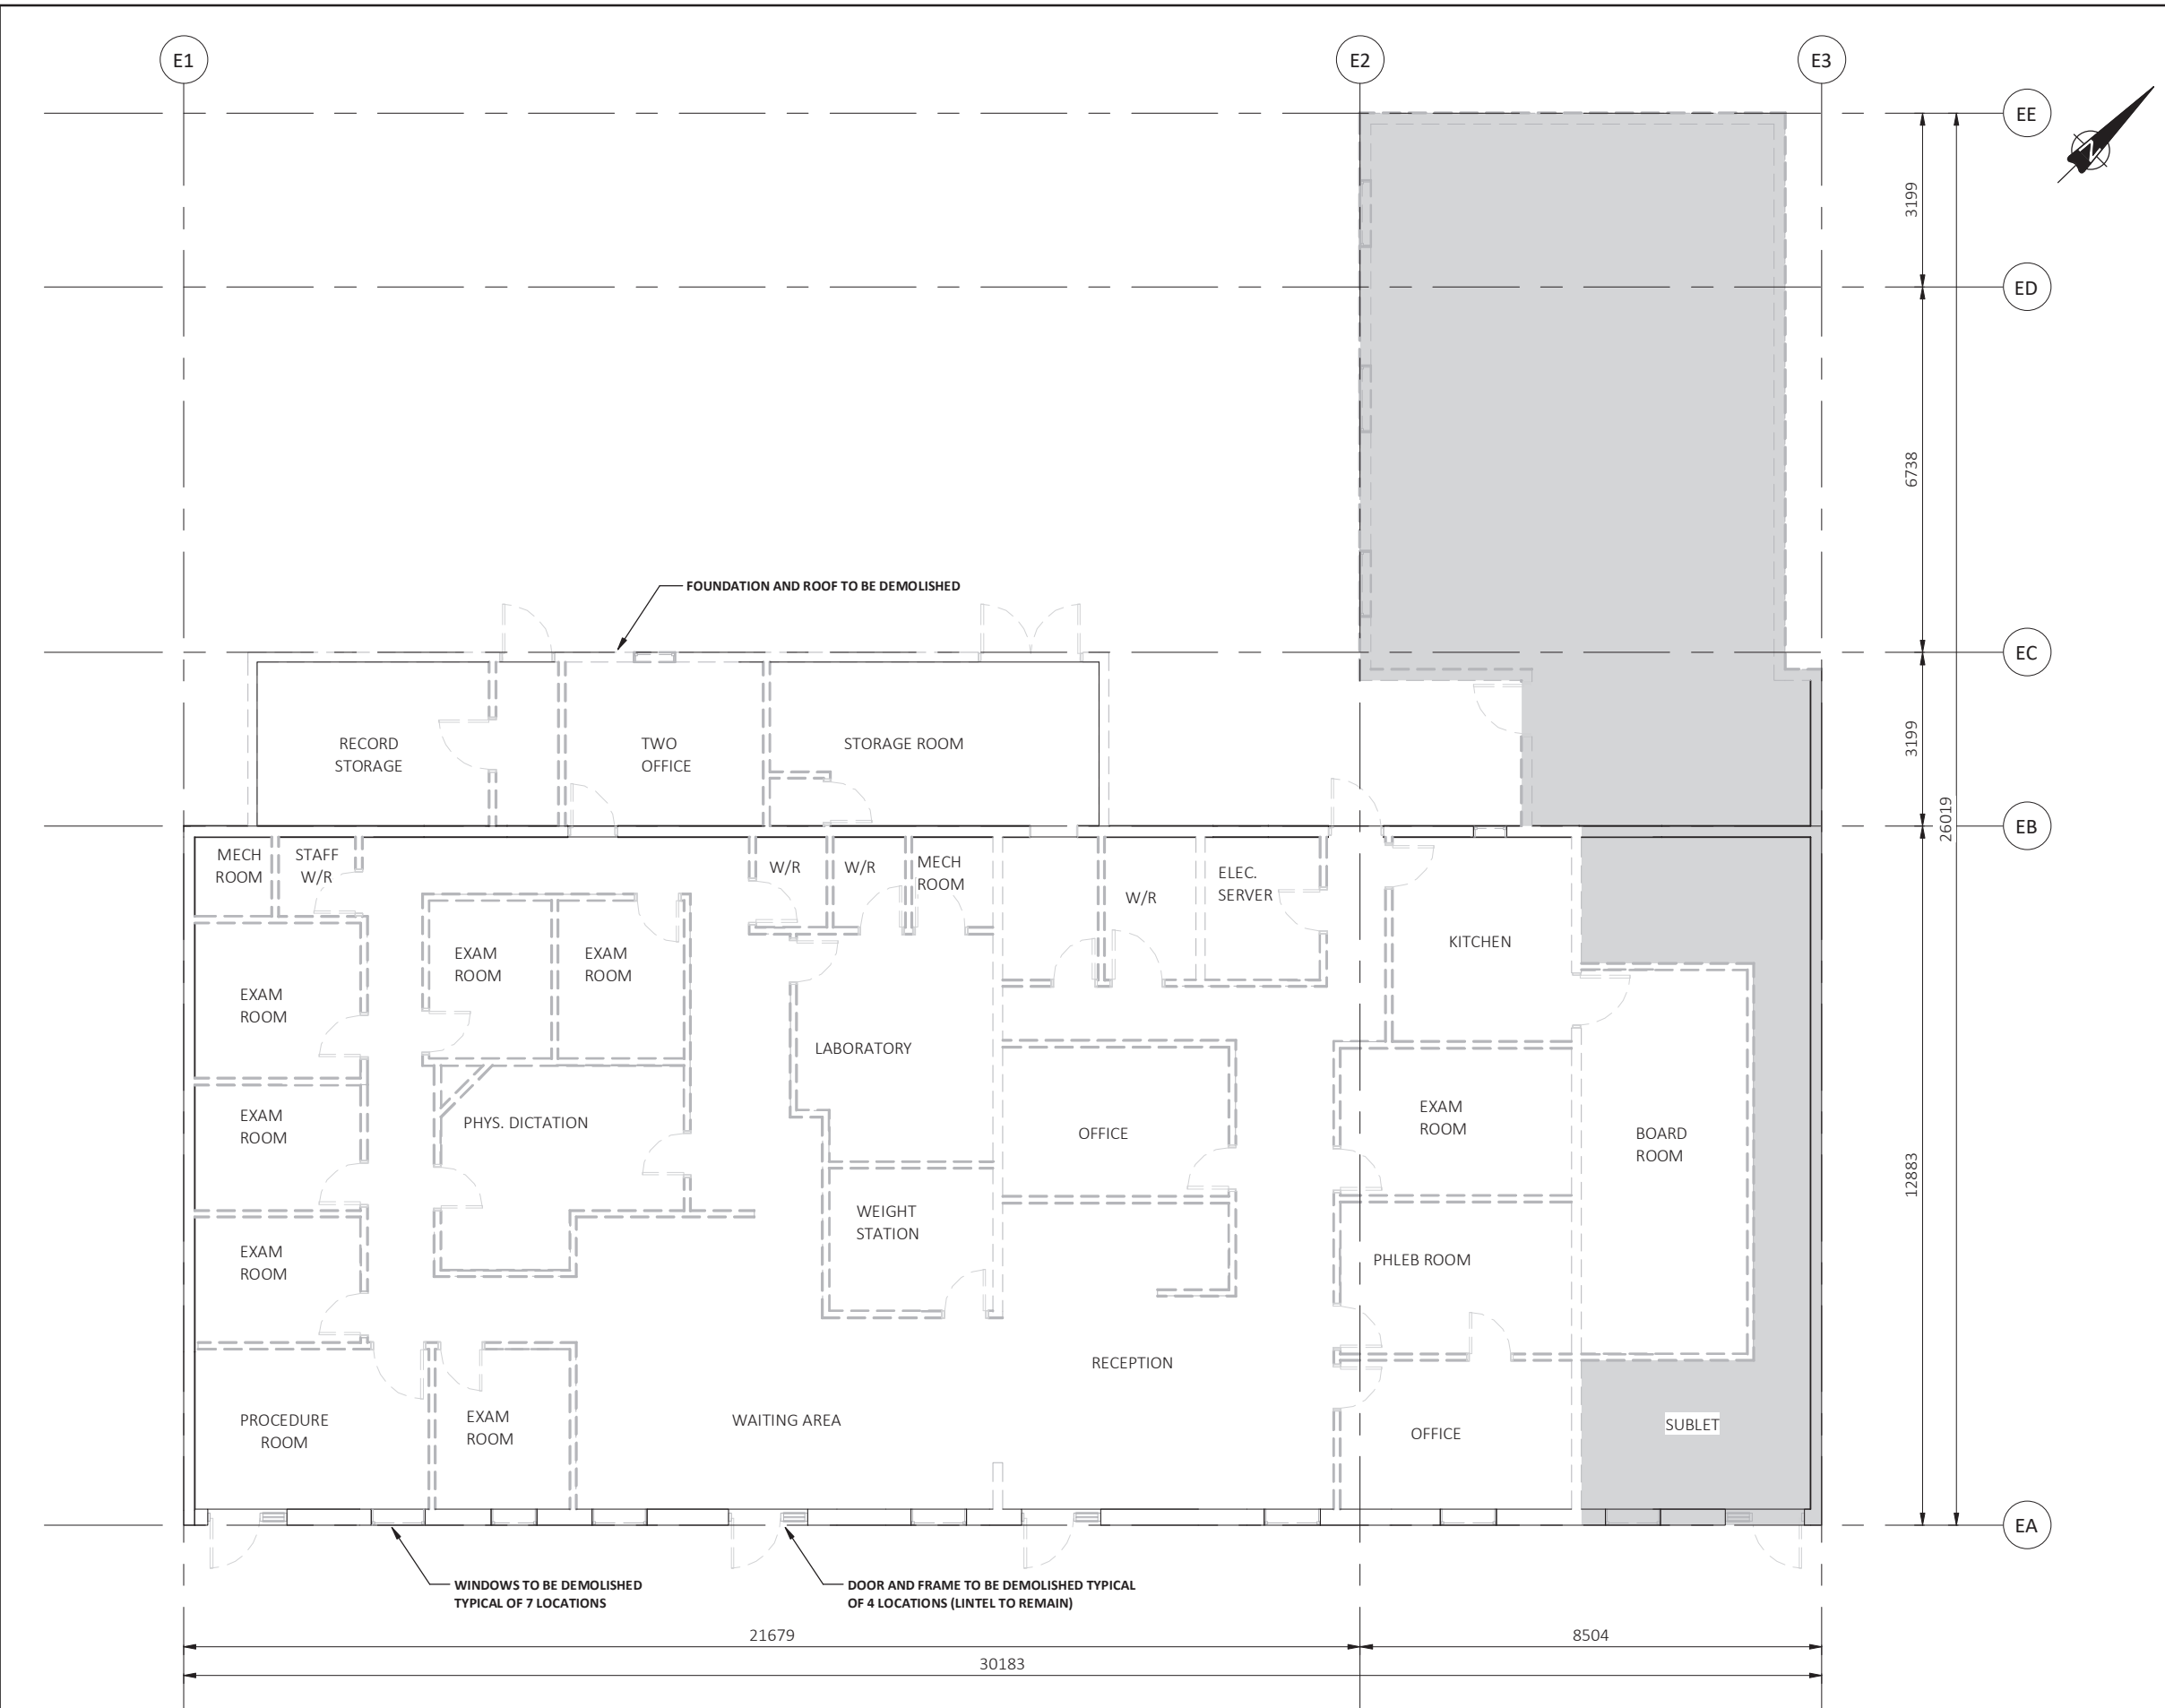 E1
E2
E3
EE
N
3199
ED
6738
FOUNDATION AND ROOF TO BE DEMOLISHED
EC
RECORD
STORAGE
TWO
OFFICE
STORAGE ROOM
3199
26019
EB
MECH
ROOM
STAFF
W/R
W/R
W/R
MECH
ROOM
W/R
ELEC.
SERVER
KITCHEN
EXAM
ROOM
EXAM
ROOM
EXAM
ROOM
LABORATORY
EXAM
ROOM
PHYS. DICTATION
OFFICE
EXAM
ROOM
BOARD
ROOM
12883
EXAM
ROOM
WEIGHT
STATION
PHLEB ROOM
RECEPTION
PROCEDURE
ROOM
EXAM
ROOM
WAITING AREA
OFFICE
SUBLET
EA
WINDOWS TO BE DEMOLISHED
TYPICAL OF 7 LOCATIONS
DOOR AND FRAME TO BE DEMOLISHED TYPICAL
OF 4 LOCATIONS (LINTEL TO REMAIN)
21679
8504
30183